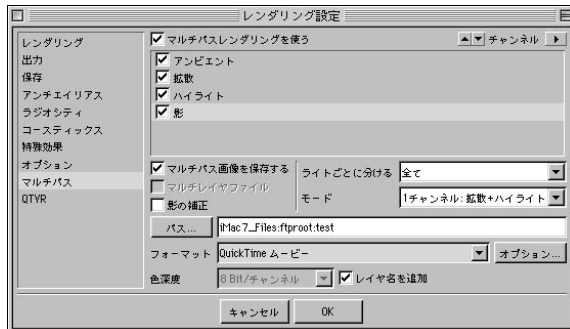 レンダリング設定
レンダリング
出力
保存
アンチエイリアス
ラジオシティ
コースティックス
特殊効果
オプション
マルチパス
QTVR
マルチパスレンダリングを使う
チャンネル
アンビエント
拡散
ハイライト
影
マルチパス画像を保存する
マルチレイヤファイル
影の補正
ライトごとに分ける 全て
モード 1チャンネル:拡散+ハイライト
パス... iMac7_Files:ftproot:test
フォーマット QuickTime ムービー オプション...
色深度 8 Bit/チャンネル レイヤ名を追加
キャンセル OK